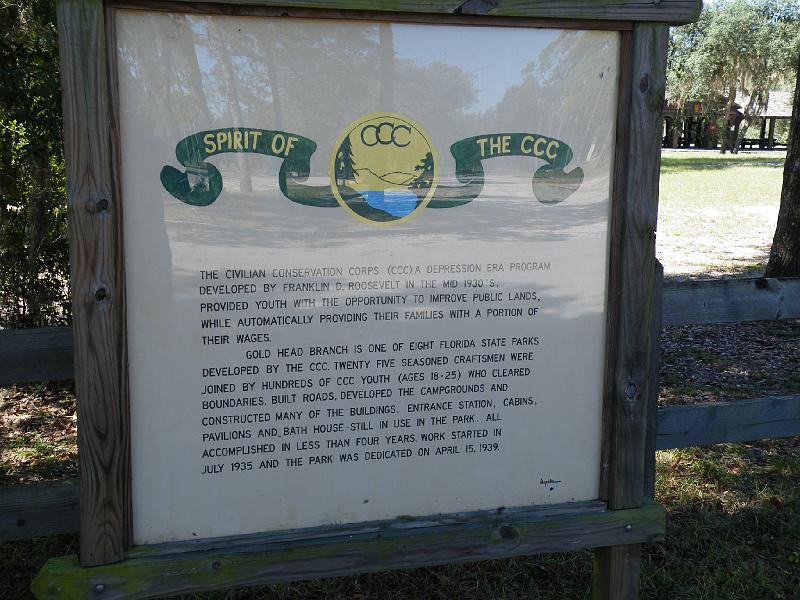 SPIRIT OF CCC THE CCC
THE CIVILIAN CONSERVATION CORPS (CCC), A DEPRESSION ERA PROGRAM
DEVELOPED BY FRANKLIN D. ROOSEVELT IN THE MID 1930'S,
PROVIDED YOUTH WITH THE OPPORTUNITY TO IMPROVE PUBLIC LANDS,
WHILE AUTOMATICALLY PROVIDING THEIR FAMILIES WITH A PORTION OF
THEIR WAGES.
GOLD HEAD BRANCH IS ONE OF EIGHT FLORIDA STATE PARKS
DEVELOPED BY THE CCC. TWENTY FIVE SEASONED CRAFTSMEN WERE
JOINED BY HUNDREDS OF CCC YOUTH (AGES 18-25) WHO CLEARED
BOUNDARIES, BUILT ROADS, DEVELOPED THE CAMPGROUNDS AND
CONSTRUCTED MANY OF THE BUILDINGS. ENTRANCE STATION, CABINS,
PAVILIONS AND BATH HOUSE STILL IN USE IN THE PARK. ALL
ACCOMPLISHED IN LESS THAN FOUR YEARS. WORK STARTED IN
JULY 1935 AND THE PARK WAS DEDICATED ON APRIL 15, 1939.